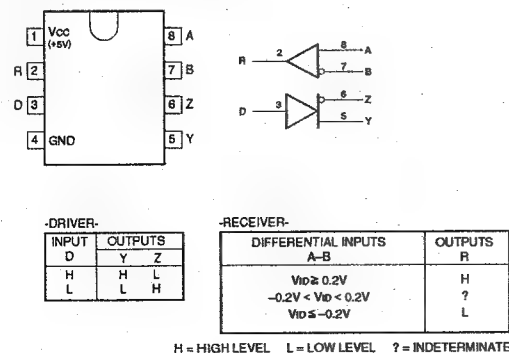 1 Vcc 8 A
(+5V)
R 2 7 B
D 3 6 Z
4 GND 5 Y
R 2 8 A
7 B
D 3 6 Z
5 Y
-DRIVER-
INPUT OUTPUTS
D Y Z
H H L
L L H
-RECEIVER-
DIFFERENTIAL INPUTS OUTPUTS
A–B R
VID ≥ 0.2V H
–0.2V < VID < 0.2V ?
VID ≤ –0.2V L
H = HIGH LEVEL L = LOW LEVEL ? = INDETERMINATE